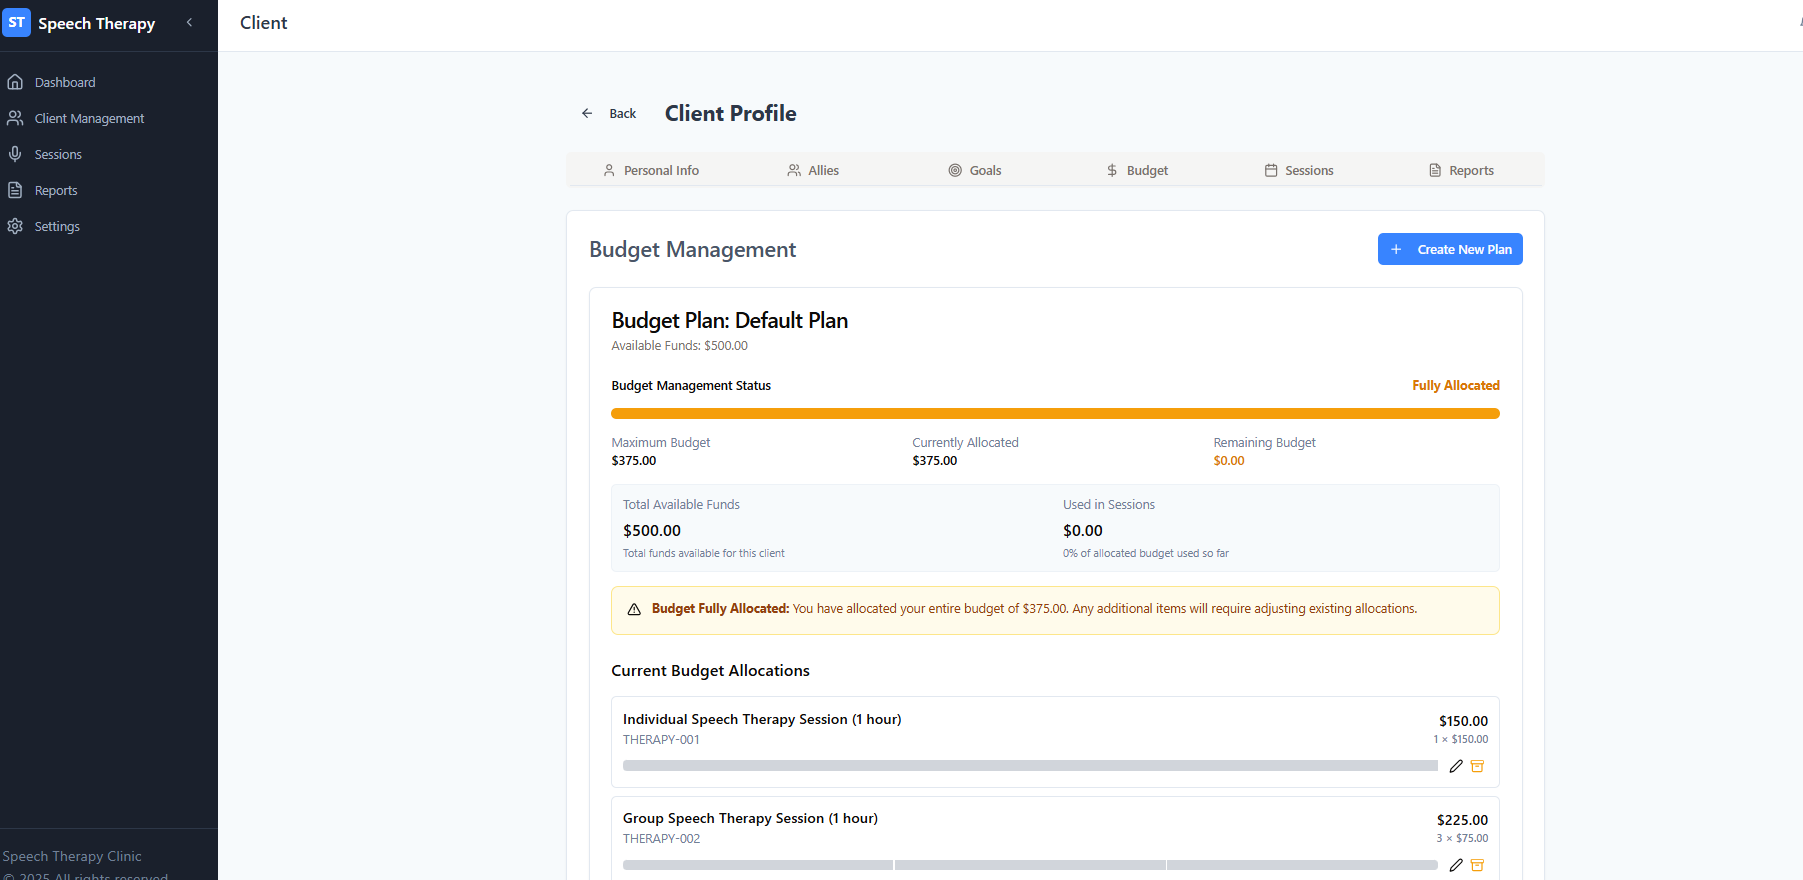 ST Speech Therapy
Client
Dashboard
Client Management
Sessions
Reports
Settings
Speech Therapy Clinic
© 2025 All rights reserved
Back
Client Profile
Personal Info
Allies
Goals
Budget
Sessions
Reports
Budget Management
Create New Plan
Budget Plan: Default Plan
Available Funds: $500.00
Budget Management Status
Fully Allocated
Maximum Budget
$375.00
Currently Allocated
$375.00
Remaining Budget
$0.00
Total Available Funds
$500.00
Total funds available for this client
Used in Sessions
$0.00
0% of allocated budget used so far
Budget Fully Allocated: You have allocated your entire budget of $375.00. Any additional items will require adjusting existing allocations.
Current Budget Allocations
Individual Speech Therapy Session (1 hour)
$150.00
THERAPY-001
1 × $150.00
Group Speech Therapy Session (1 hour)
$225.00
THERAPY-002
3 × $75.00